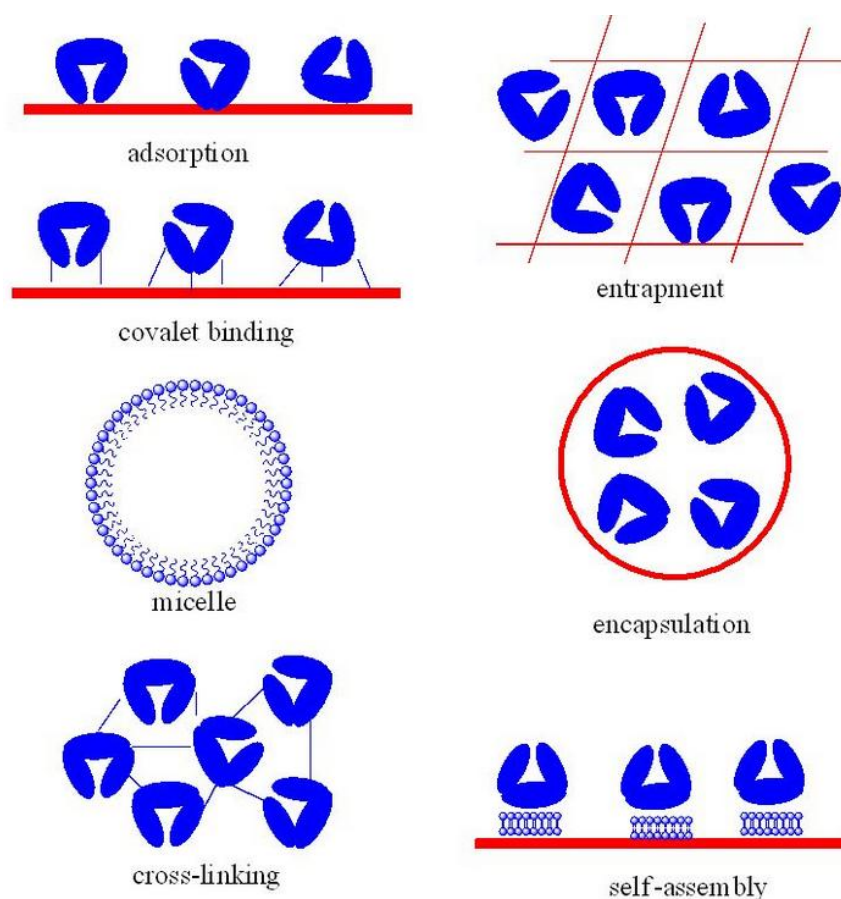 adsorption
entrapment
covalet binding
micelle
encapsulation
cross-linking
self-assembly